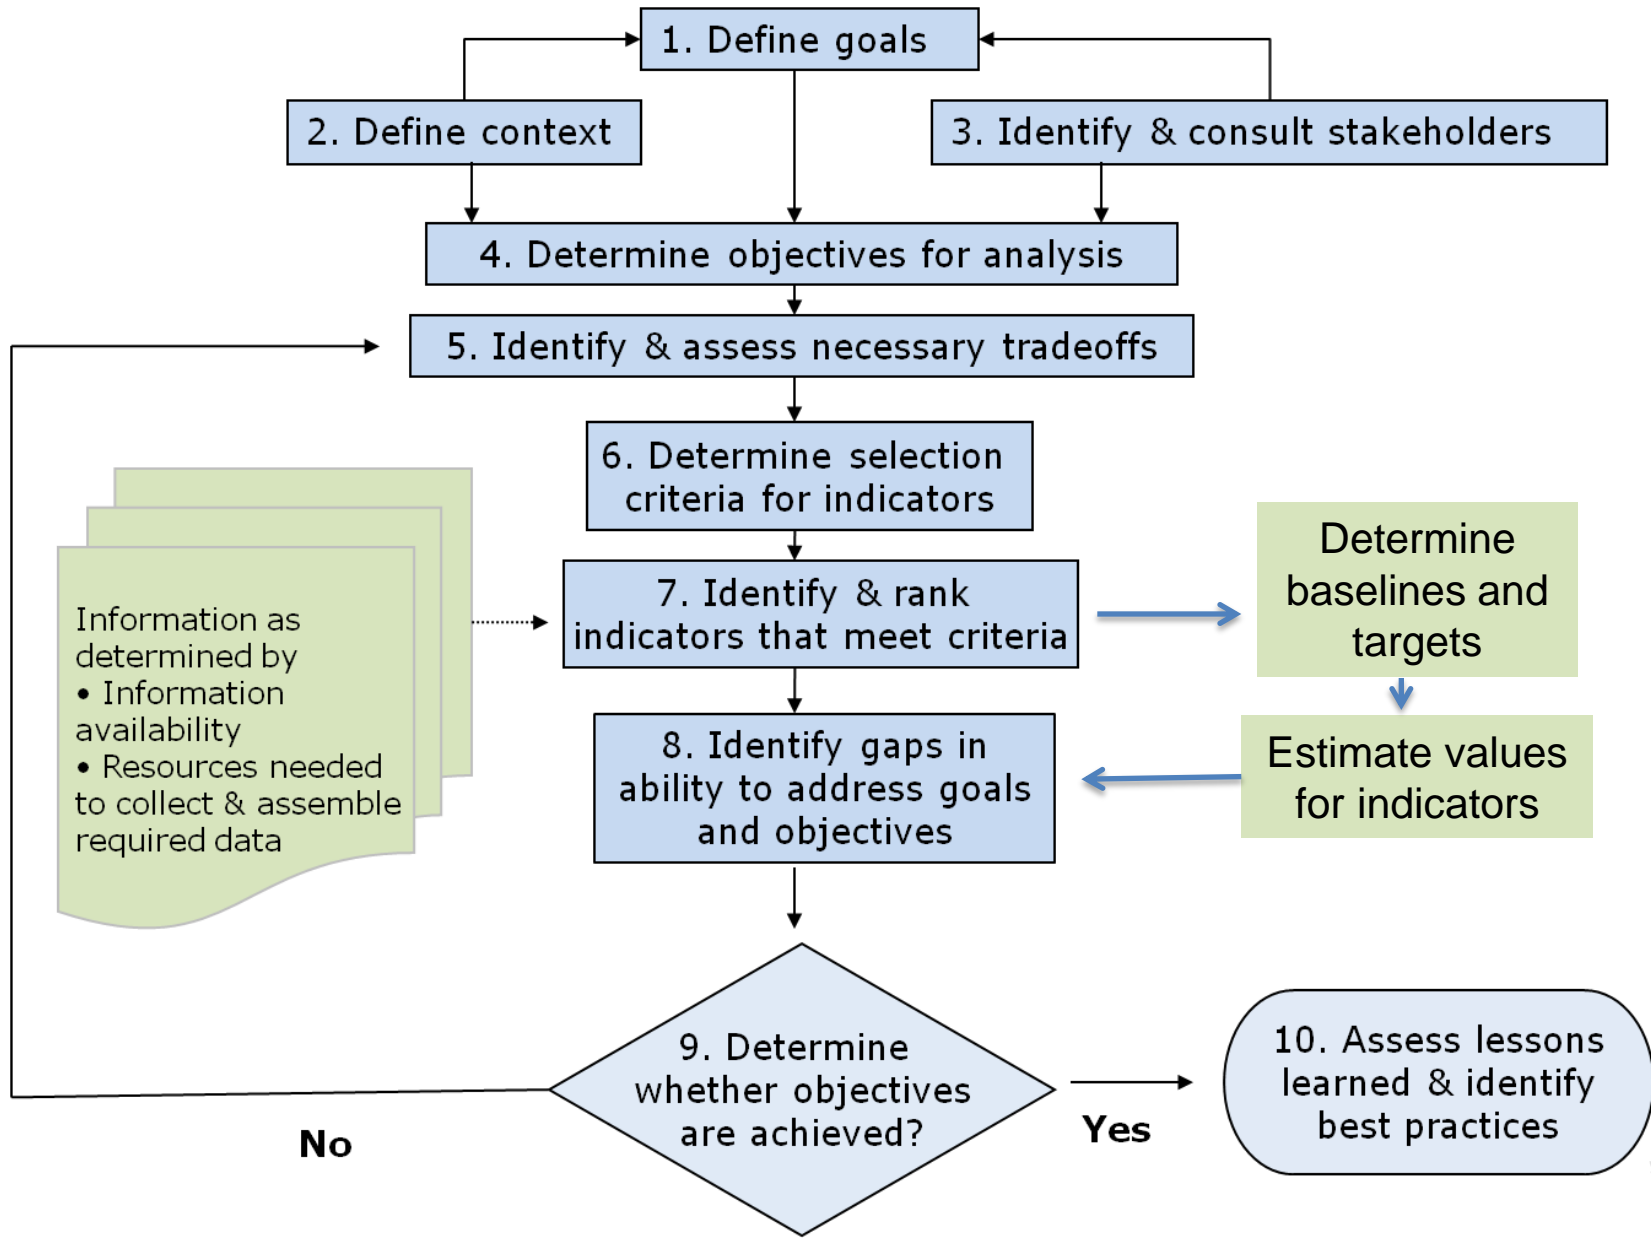 1. Define goals
2. Define context
3. Identify & consult stakeholders
4. Determine objectives for analysis
5. Identify & assess necessary tradeoffs
6. Determine selection
criteria for indicators
Information as
determined by
• Information
availability
• Resources needed
to collect & assemble
required data
7. Identify & rank
indicators that meet criteria
Determine
baselines and
targets
8. Identify gaps in
ability to address goals
and objectives
Estimate values
for indicators
9. Determine
whether objectives
are achieved?
No
Yes
10. Assess lessons
learned & identify
best practices